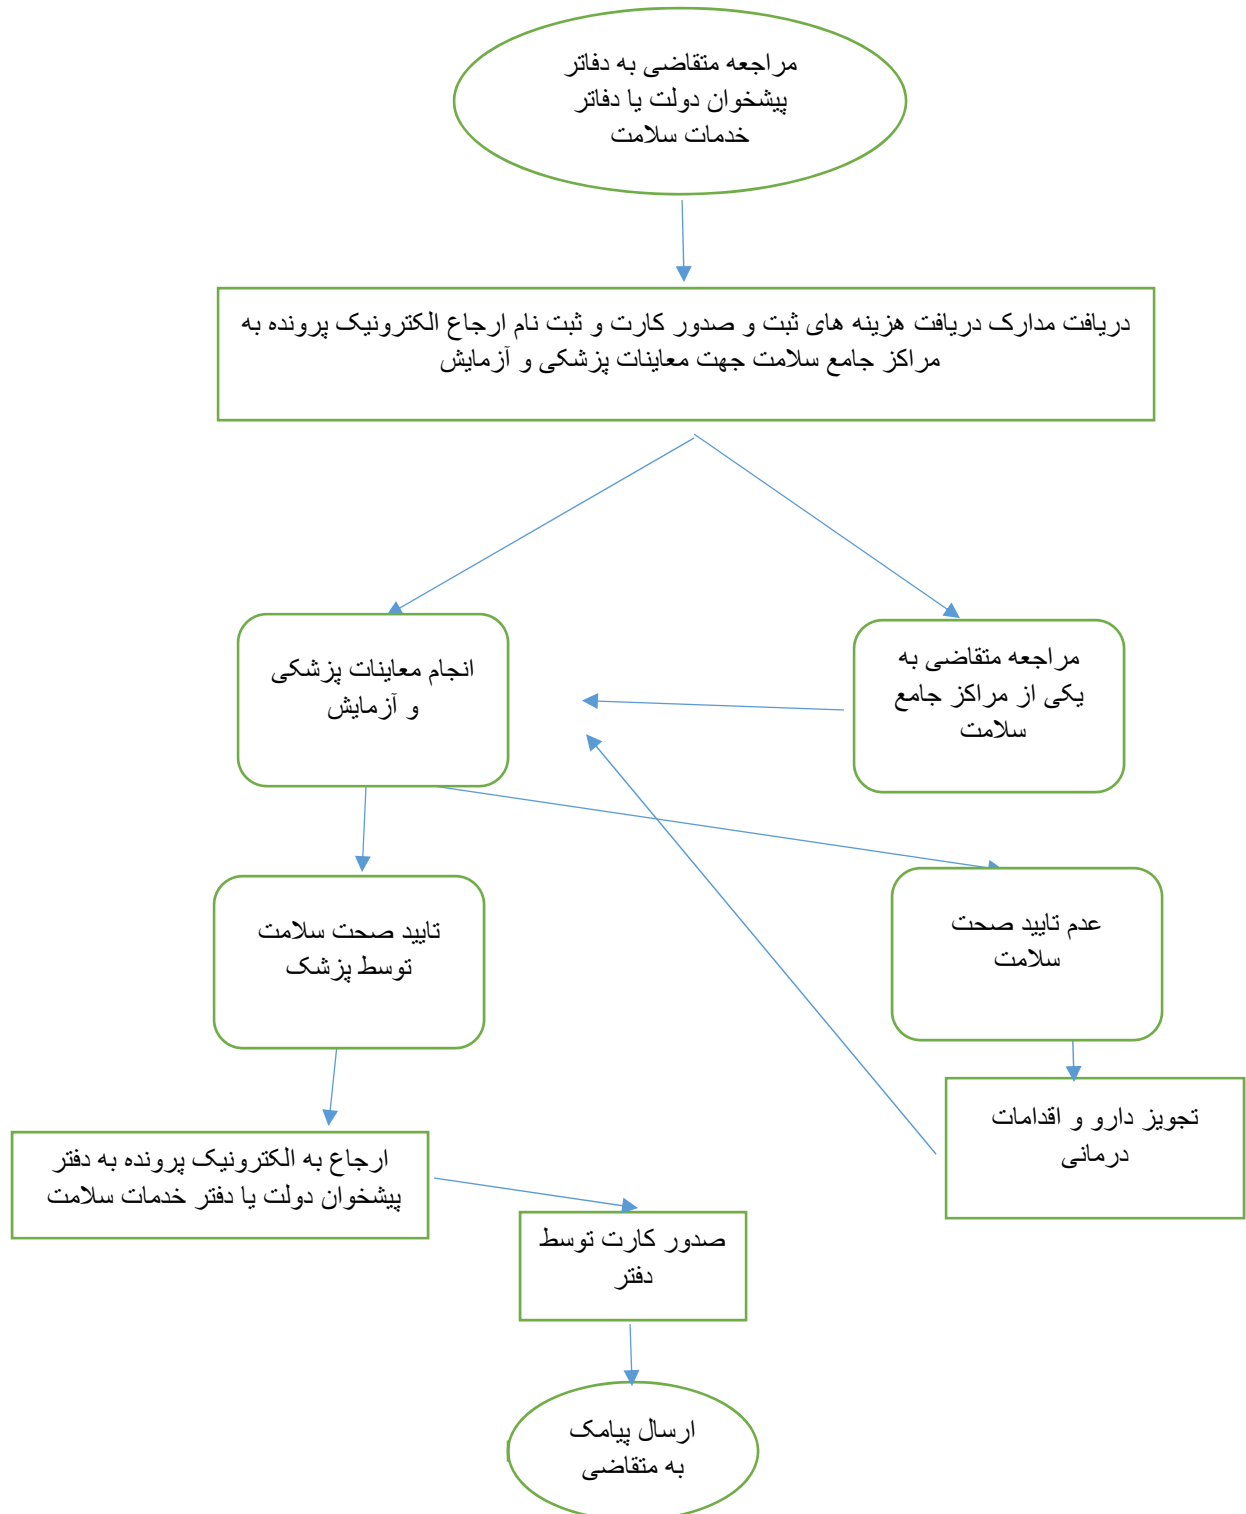 مراجعه متقاضی به دفاتر
پیشخوان دولت یا دفاتر
خدمات سلامت
دریافت مدارک دریافت هزینه های ثبت و صدور کارت و ثبت نام ارجاع الکترونیک پرونده به
مراکز جامع سلامت جهت معاینات پزشکی و آزمایش
مراجعه متقاضی به
یکی از مراکز جامع
سلامت
انجام معاینات پزشکی
و آزمایش
عدم تایید صحت
سلامت
تایید صحت سلامت
توسط پزشک
تجویز دارو و اقدامات
درمانی
ارجاع به الکترونیک پرونده به دفتر
پیشخوان دولت یا دفتر خدمات سلامت
صدور کارت توسط
دفتر
ارسال پیامک
به متقاضی